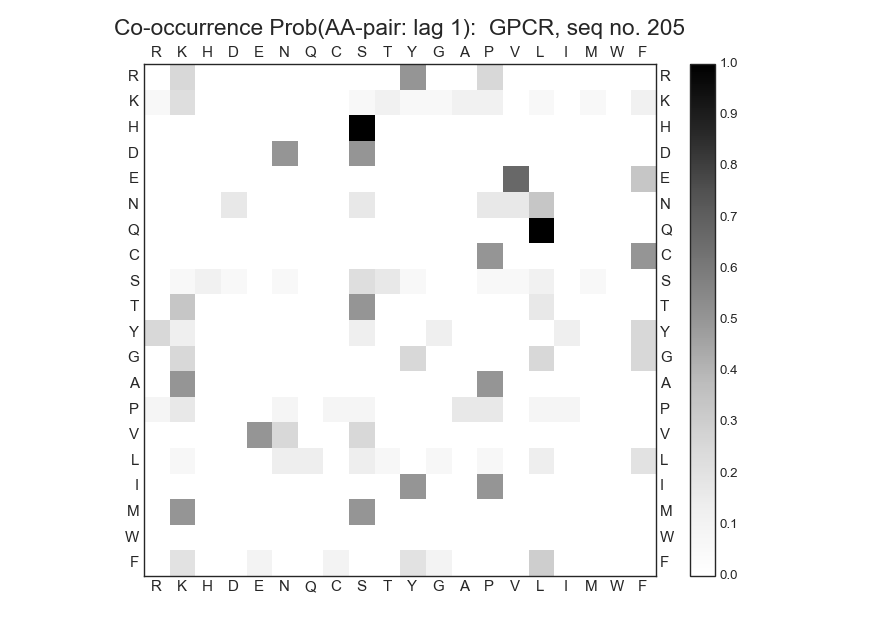 Co-occurrence Prob(AA-pair: lag 1):  GPCR, seq no. 205
R K H D E N Q C S T Y G A P V L I M W F
R R 1.0
K K
H H 0.9
D D 0.8
E E
N N 0.7
Q Q
C C 0.6
S S
T T 0.5
Y Y
G G 0.4
A A
P P 0.3
V V
L L 0.2
I I
M M 0.1
W W
F F 0.0
R K H D E N Q C S T Y G A P V L I M W F